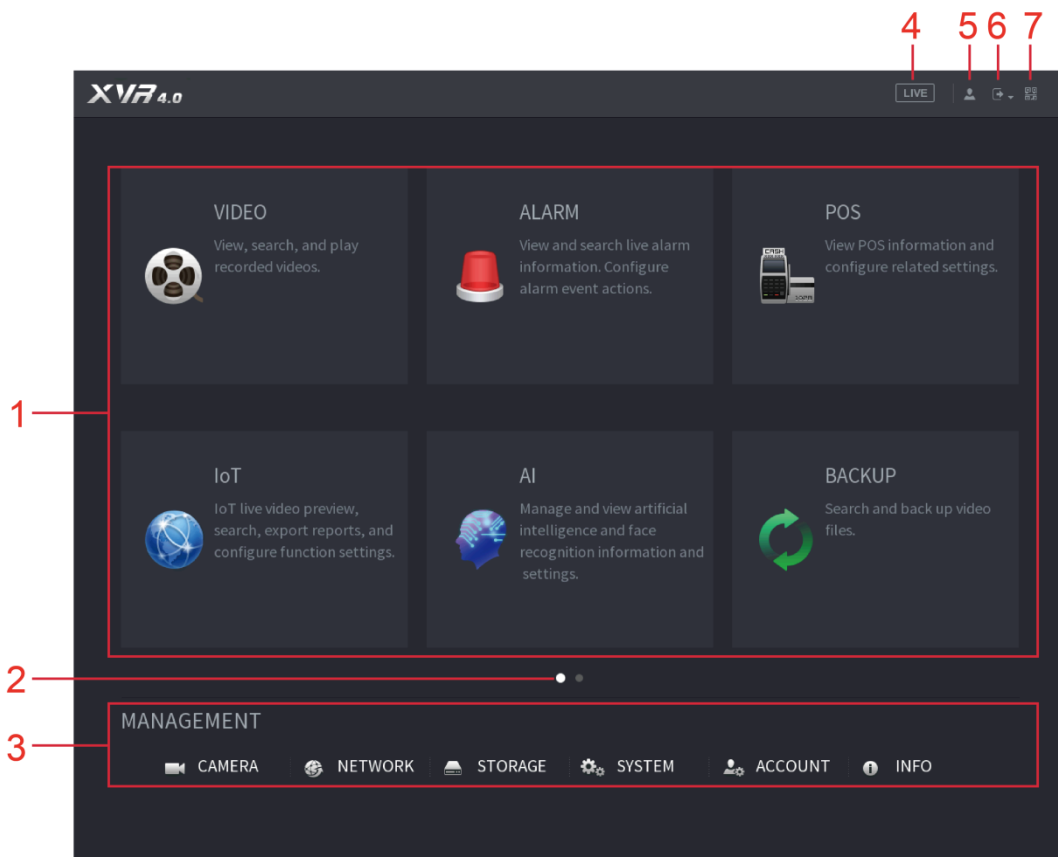 4 5 6 7
XVR 4.0
LIVE
1
VIDEO
View, search, and play
recorded videos.
ALARM
View and search live alarm
information. Configure
alarm event actions.
POS
View POS information and
configure related settings.
CASH
IoT
IoT live video preview,
search, export reports, and
configure function settings.
AI
Manage and view artificial
intelligence and face
recognition information and
settings.
BACKUP
Search and back up video
files.
2
3
MANAGEMENT
CAMERA NETWORK STORAGE SYSTEM ACCOUNT INFO